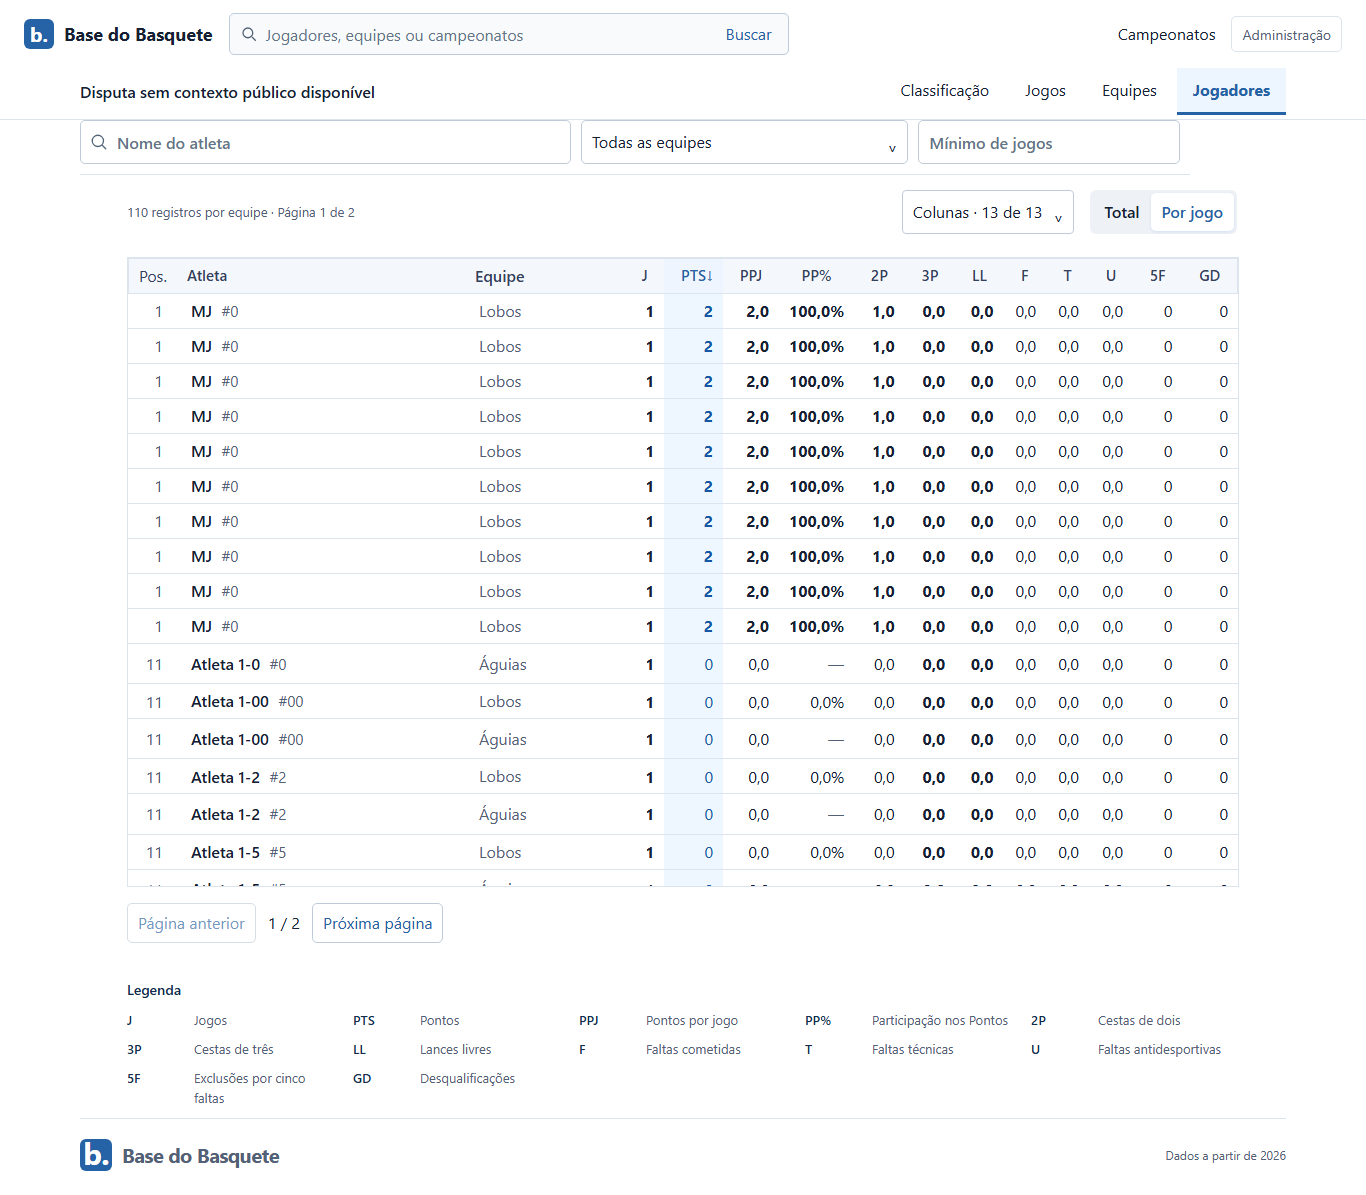 b. Base do Basquete Jogadores, equipes ou campeonatos Buscar Campeonatos Administração
Disputa sem contexto público disponível Classificação Jogos Equipes Jogadores
Nome do atleta Todas as equipes Mínimo de jogos
110 registros por equipe · Página 1 de 2 Colunas · 13 de 13 Total Por jogo
Pos. Atleta Equipe J PTS↓ PPJ PP% 2P 3P LL F T U 5F GD
1 MJ #0 Lobos 1 2 2,0 100,0% 1,0 0,0 0,0 0,0 0,0 0,0 0 0
1 MJ #0 Lobos 1 2 2,0 100,0% 1,0 0,0 0,0 0,0 0,0 0,0 0 0
1 MJ #0 Lobos 1 2 2,0 100,0% 1,0 0,0 0,0 0,0 0,0 0,0 0 0
1 MJ #0 Lobos 1 2 2,0 100,0% 1,0 0,0 0,0 0,0 0,0 0,0 0 0
1 MJ #0 Lobos 1 2 2,0 100,0% 1,0 0,0 0,0 0,0 0,0 0,0 0 0
1 MJ #0 Lobos 1 2 2,0 100,0% 1,0 0,0 0,0 0,0 0,0 0,0 0 0
1 MJ #0 Lobos 1 2 2,0 100,0% 1,0 0,0 0,0 0,0 0,0 0,0 0 0
1 MJ #0 Lobos 1 2 2,0 100,0% 1,0 0,0 0,0 0,0 0,0 0,0 0 0
1 MJ #0 Lobos 1 2 2,0 100,0% 1,0 0,0 0,0 0,0 0,0 0,0 0 0
1 MJ #0 Lobos 1 2 2,0 100,0% 1,0 0,0 0,0 0,0 0,0 0,0 0 0
11 Atleta 1-0 #0 Águias 1 0 0,0 — 0,0 0,0 0,0 0,0 0,0 0,0 0 0
11 Atleta 1-00 #00 Lobos 1 0 0,0 0,0% 0,0 0,0 0,0 0,0 0,0 0,0 0 0
11 Atleta 1-00 #00 Águias 1 0 0,0 — 0,0 0,0 0,0 0,0 0,0 0,0 0 0
11 Atleta 1-2 #2 Lobos 1 0 0,0 0,0% 0,0 0,0 0,0 0,0 0,0 0,0 0 0
11 Atleta 1-2 #2 Águias 1 0 0,0 — 0,0 0,0 0,0 0,0 0,0 0,0 0 0
11 Atleta 1-5 #5 Lobos 1 0 0,0 0,0% 0,0 0,0 0,0 0,0 0,0 0,0 0 0
Página anterior 1 / 2 Próxima página
Legenda
J Jogos PTS Pontos PPJ Pontos por jogo PP% Participação nos Pontos 2P Cestas de dois
3P Cestas de três LL Lances livres F Faltas cometidas T Faltas técnicas U Faltas antidesportivas
5F Exclusões por cinco faltas GD Desqualificações
b. Base do Basquete Dados a partir de 2026